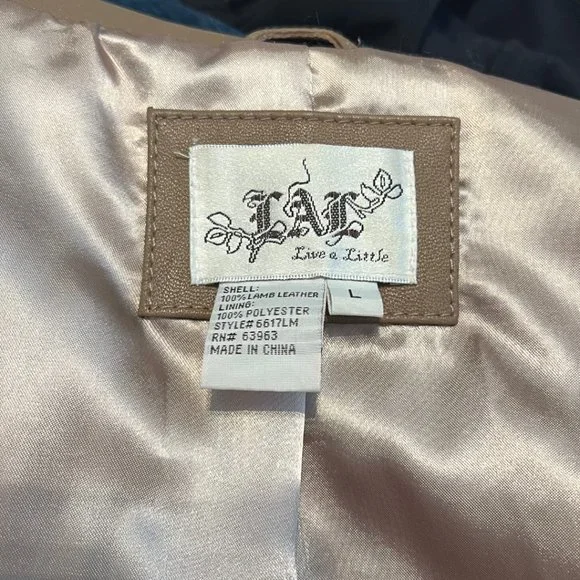 LAL
Live a Little
L
SHELL:
100% LAMB LEATHER
LINING:
100% POLYESTER
STYLE# 6617LM
RN# 63963
MADE IN CHINA